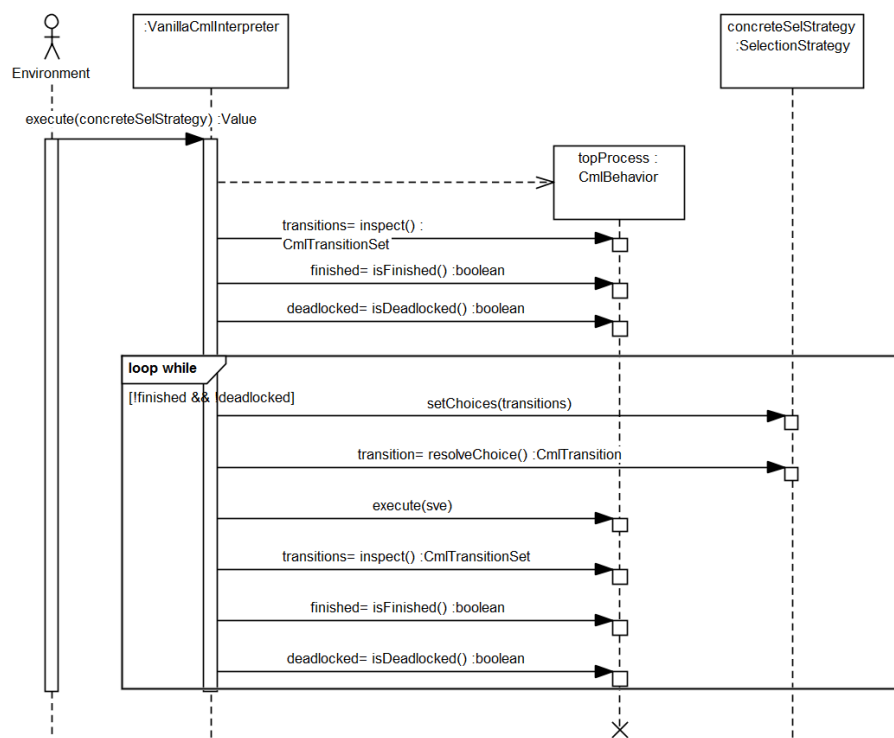 :VanillaCmlInterpreter
concreteSelStrategy
:SelectionStrategy
Environment
execute(concreteSelStrategy) :Value
topProcess :
CmlBehavior
transitions= inspect() :
CmlTransitionSet
finished= isFinished() :boolean
deadlocked= isDeadlocked() :boolean
loop while
[!finished && !deadlocked]
setChoices(transitions)
transition= resolveChoice() :CmlTransition
execute(sve)
transitions= inspect() :CmlTransitionSet
finished= isFinished() :boolean
deadlocked= isDeadlocked() :boolean